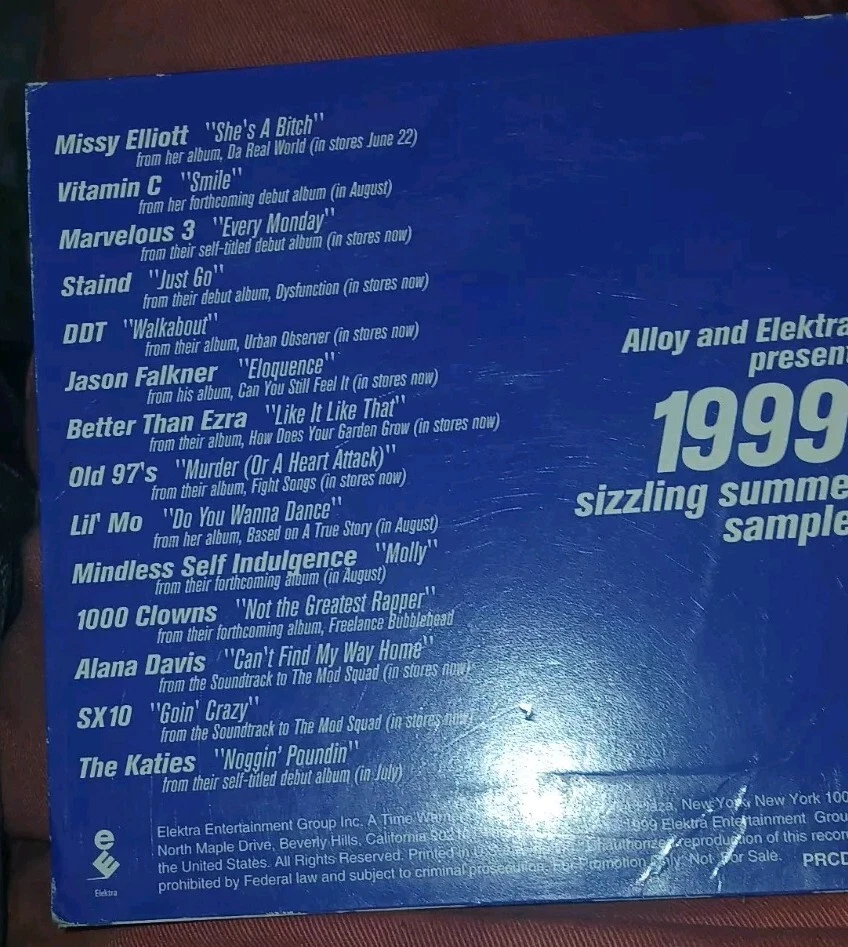 Missy Elliott "She's A Bitch"
from her album, Da Real World (in stores June 22)
Vitamin C "Smile"
from her forthcoming debut album (in August)
Marvelous 3 "Every Monday"
from their self-titled debut album (in stores now)
Staind "Just Go"
from their debut album, Dysfunction (in stores now)
DDT "Walkabout"
from their album, Urban Observer (in stores now)
Jason Falkner "Eloquence"
from his album, Can You Still Feel It (in stores now)
Better Than Ezra "Like It Like That"
from their album, How Does Your Garden Grow (in stores now)
Old 97's "Murder (Or A Heart Attack)"
from their album, Fight Songs (in stores now)
Lil' Mo "Do You Wanna Dance"
from her album, Based on A True Story (in August)
Mindless Self Indulgence "Molly"
from their forthcoming album (in August)
1000 Clowns "Not the Greatest Rapper"
from their forthcoming album, Freelance Bubblehead
Alana Davis "Can't Find My Way Home"
from the Soundtrack to The Mod Squad (in stores now)
SX10 "Goin' Crazy"
from the Soundtrack to The Mod Squad (in stores now)
The Katies "Noggin' Poundin"
from their self-titled debut album (in July)
Alloy and Elektra
present
1999
sizzling summe
sample
Elektra Entertainment Group Inc. A Time Warner Plaza, New York, New York 100
North Maple Drive, Beverly Hills, California 90210 1999 Elektra Entertainment Grou
the United States. All Rights Reserved. Printed in U.S. Unauthorized reproduction of this recor
prohibited by Federal law and subject to criminal prosecution. For Promotion Only. Not For Sale. PRCD
Elektra